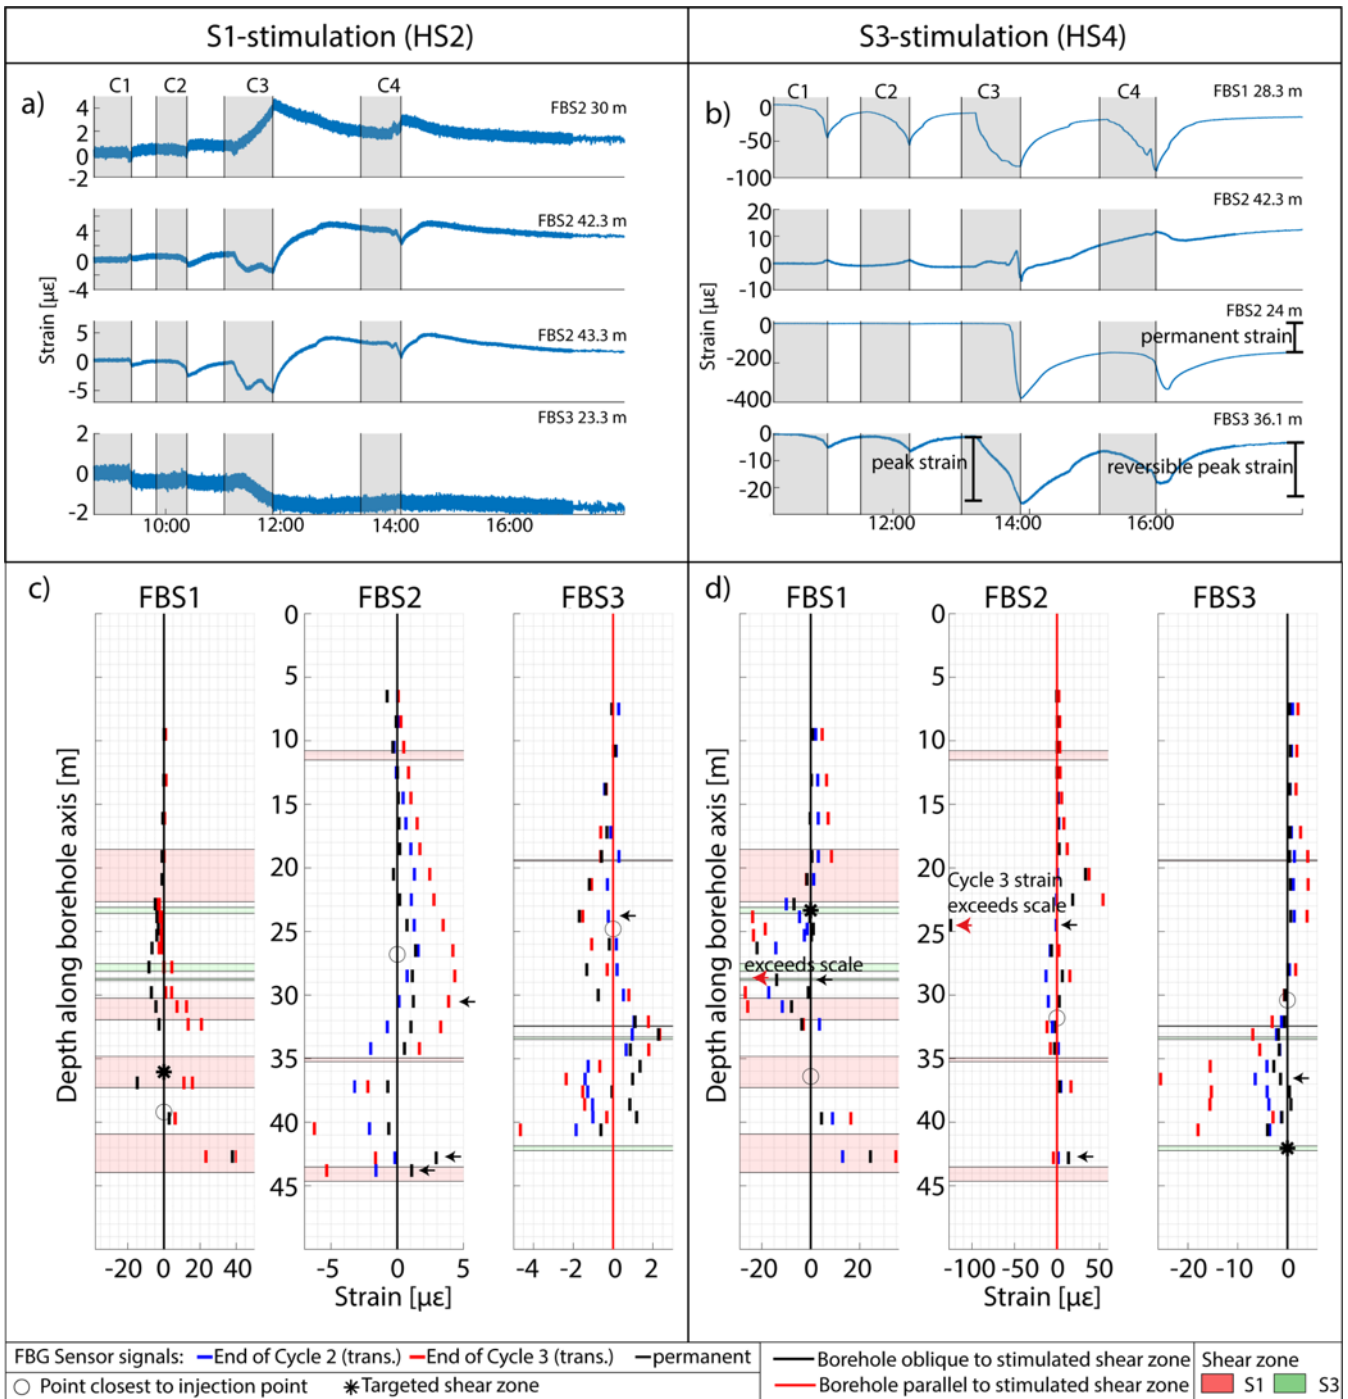 S1-stimulation (HS2)
S3-stimulation (HS4)
a)
C1 C2 C3 C4
FBS2 30 m
4
2
0
-2
FBS2 42.3 m
4
0
-4
FBS2 43.3 m
5
0
-5
FBS3 23.3 m
2
0
-2
Strain [µε]
10:00 12:00 14:00 16:00
b)
C1 C2 C3 C4
FBS1 28.3 m
0
-50
-100
FBS2 42.3 m
20
10
0
-10
FBS2 24 m
0
-200
-400
permanent strain
FBS3 36.1 m
0
-10
-20
peak strain
reversible peak strain
Strain [µε]
12:00 14:00 16:00
c)
FBS1 FBS2 FBS3
Depth along borehole axis [m]
0
5
10
15
20
25
30
35
40
45
-20 0 20 40
-5 0 5
-4 -2 0 2
Strain [µε]
d)
FBS1 FBS2 FBS3
Depth along borehole axis [m]
0
5
10
15
20
25
30
35
40
45
Cycle 3 strain
exceeds scale
exceeds scale
0 20
-100 -50 0 50
-20 -10 0
Strain [µε]
FBG Sensor signals: End of Cycle 2 (trans.) End of Cycle 3 (trans.) permanent
Point closest to injection point Targeted shear zone
Borehole oblique to stimulated shear zone
Borehole parallel to stimulated shear zone
Shear zone
S1 S3